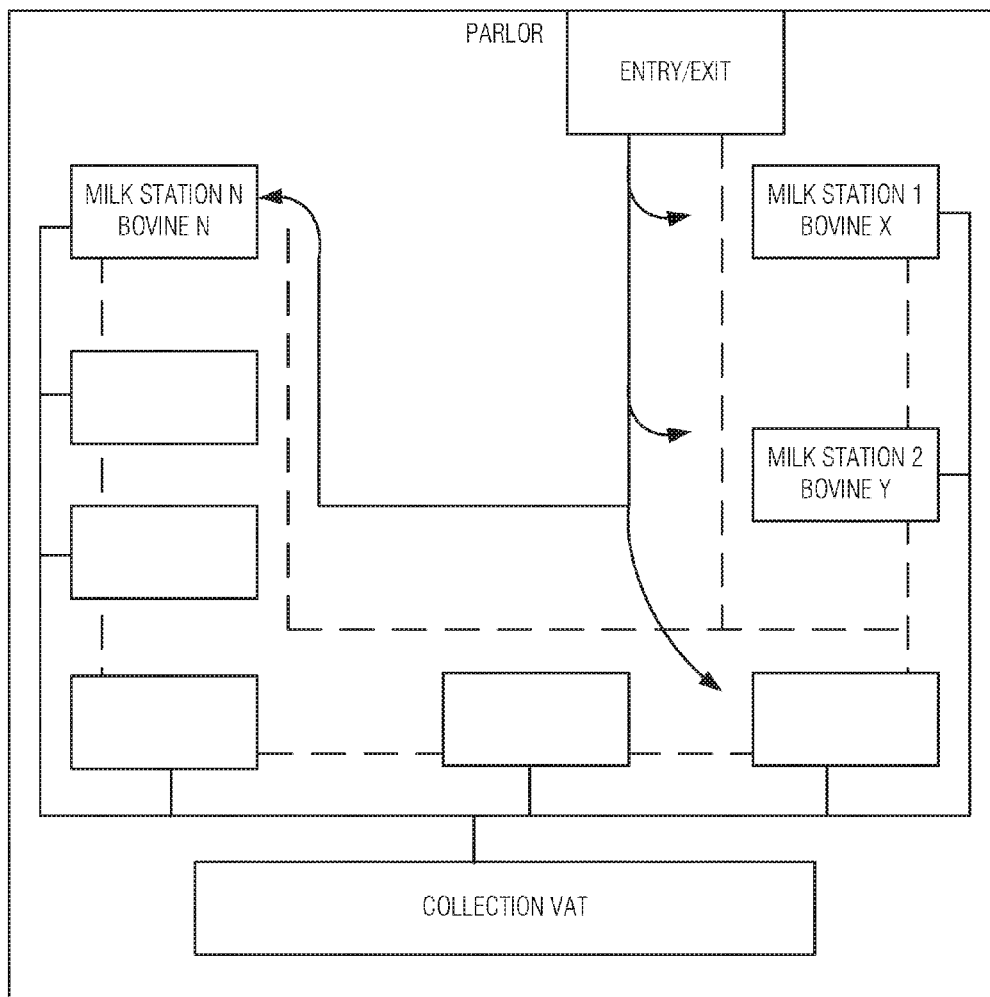 PARLOR
ENTRY/EXIT
MILK STATION N
BOVINE N
MILK STATION 1
BOVINE X
MILK STATION 2
BOVINE Y
COLLECTION VAT